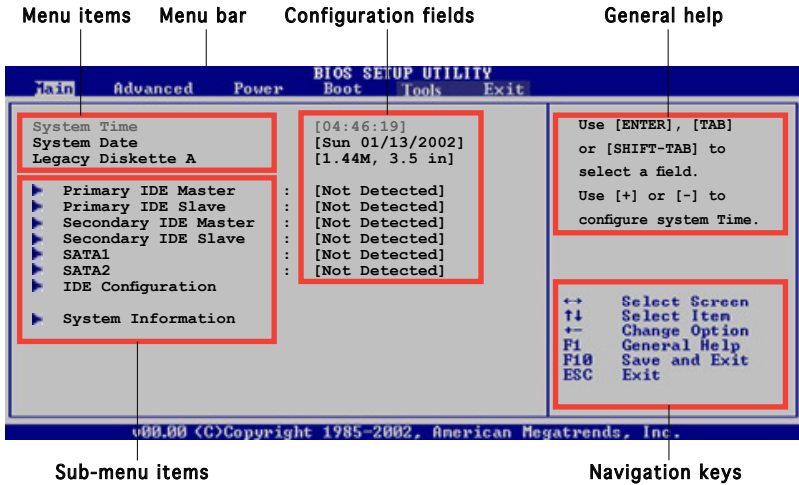 Menu items Menu bar Configuration fields General help
BIOS SETUP UTILITY
Main Advanced Power Boot Tools Exit
System Time [04:46:19]
System Date [Sun 01/13/2002]
Legacy Diskette A [1.44M, 3.5 in]
Primary IDE Master : [Not Detected]
Primary IDE Slave : [Not Detected]
Secondary IDE Master : [Not Detected]
Secondary IDE Slave : [Not Detected]
SATA1 : [Not Detected]
SATA2 : [Not Detected]
IDE Configuration
System Information
Use [ENTER], [TAB]
or [SHIFT-TAB] to
select a field.
Use [+] or [-] to
configure system Time.
↔ Select Screen
↑↓ Select Item
+- Change Option
F1 General Help
F10 Save and Exit
ESC Exit
v00.00 (C)Copyright 1985-2002, American Megatrends, Inc.
Sub-menu items Navigation keys